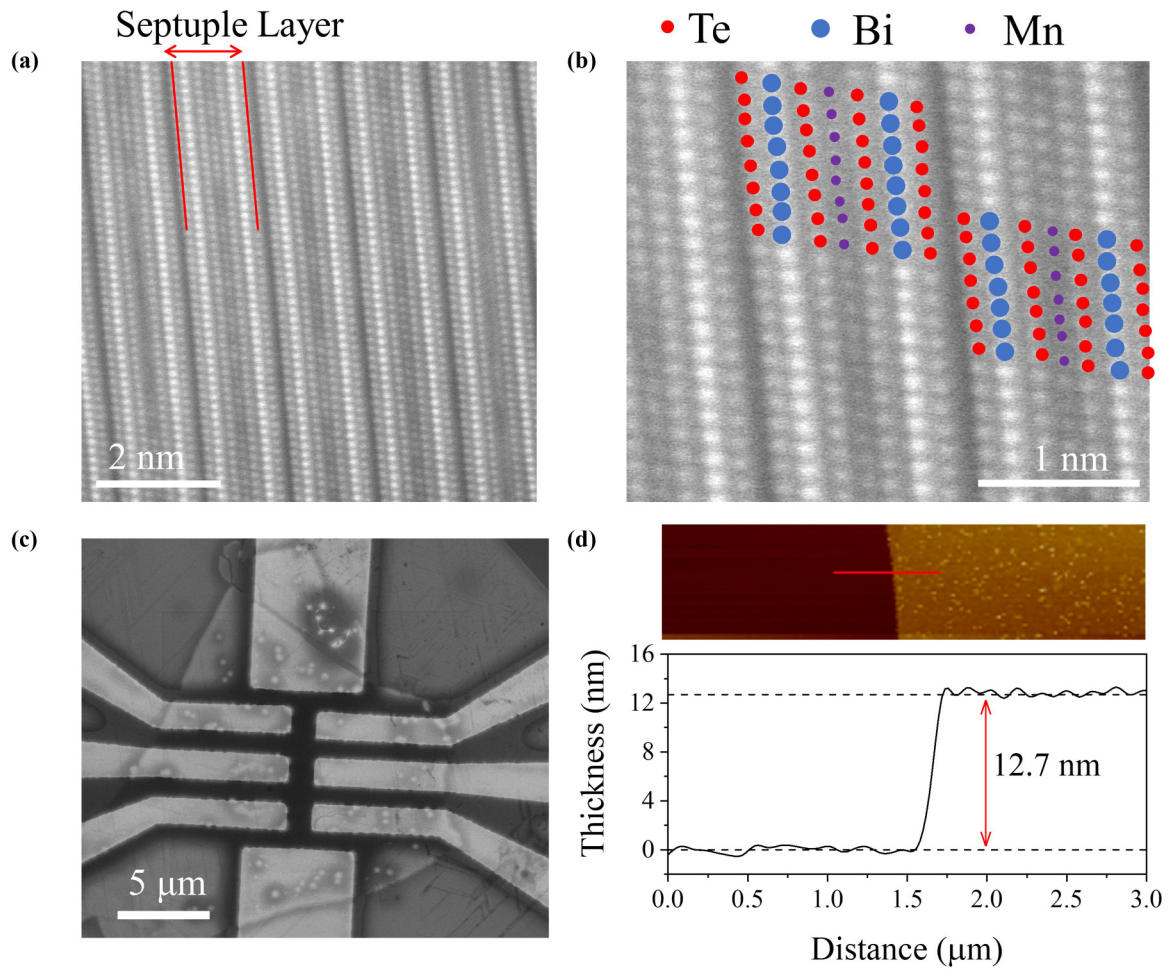 Septuple Layer
Te Bi Mn
(a)
(b)
2 nm
1 nm
(c)
(d)
5 μm
16
12
8
4
0
Thickness (nm)
12.7 nm
0.0 0.5 1.0 1.5 2.0 2.5 3.0
Distance (μm)